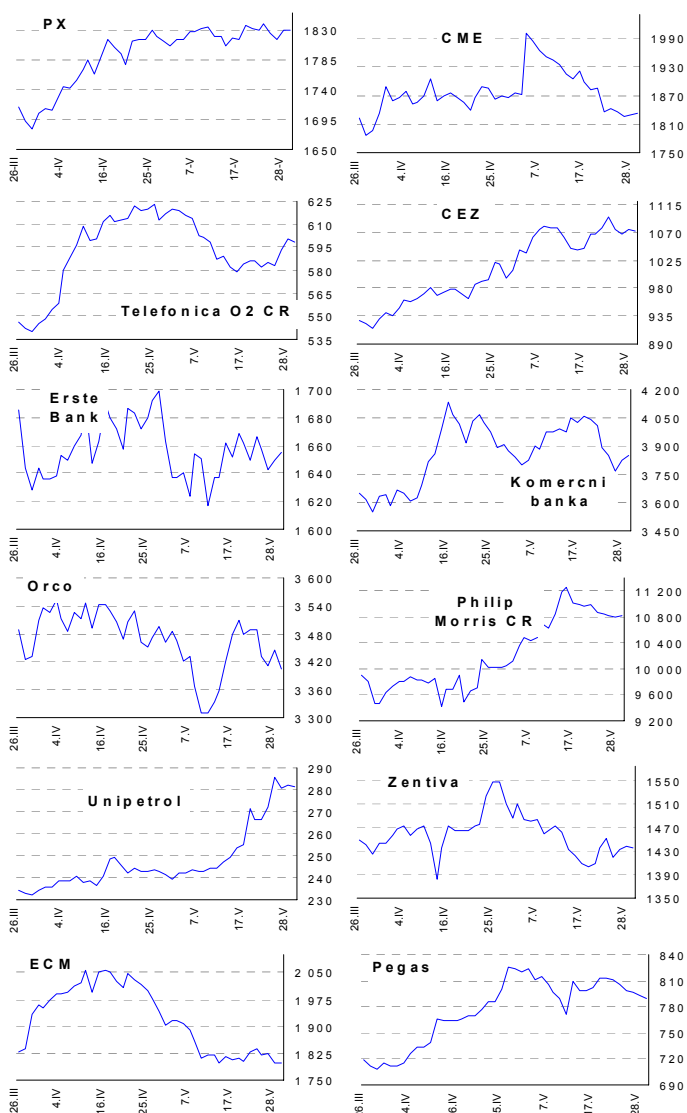 PX
1830
1785
1740
1695
1650
26-III
4-IV
16-IV
25-IV
7-V
17-V
28-V
CME
1990
1930
1870
1810
1750
26.III
4.IV
16.IV
25.IV
7.V
17.V
28.V
625
610
595
580
565
550
535
Telefonica O2 CR
26.III
4.IV
16.IV
25.IV
7.V
17.V
28.V
CEZ
1115
1070
1025
980
935
890
26.III
4.IV
16.IV
25.IV
7.V
17.V
28.V
Erste
Bank
1 700
1 680
1 660
1 640
1 620
1 600
26.III
4.IV
16.IV
25.IV
7.V
17.V
28.V
4 200
4 050
3 900
3 750
3 600
3 450
Komercni
banka
26.III
4.IV
16.IV
25.IV
7.V
17.V
28.V
Orco
3 600
3 540
3 480
3 420
3 360
3 300
26.III
4.IV
16.IV
25.IV
7.V
17.V
28.V
Philip
Morris CR
11 200
10 800
10 400
10 000
9 600
9 200
26.III
4.IV
16.IV
25.IV
7.V
17.V
28.V
Unipetrol
290
280
270
260
250
240
230
26.III
4.IV
16.IV
25.IV
7.V
17.V
28.V
Zentiva
1550
1510
1470
1430
1390
1350
26.III
4.IV
16.IV
25.IV
7.V
17.V
28.V
ECM
2 050
1 975
1 900
1 825
1 750
26.III
4.IV
16.IV
25.IV
7.V
17.V
28.V
Pegas
840
810
780
750
720
690
26.III
4.IV
6.IV
5.IV
7.V
17.V
28.V